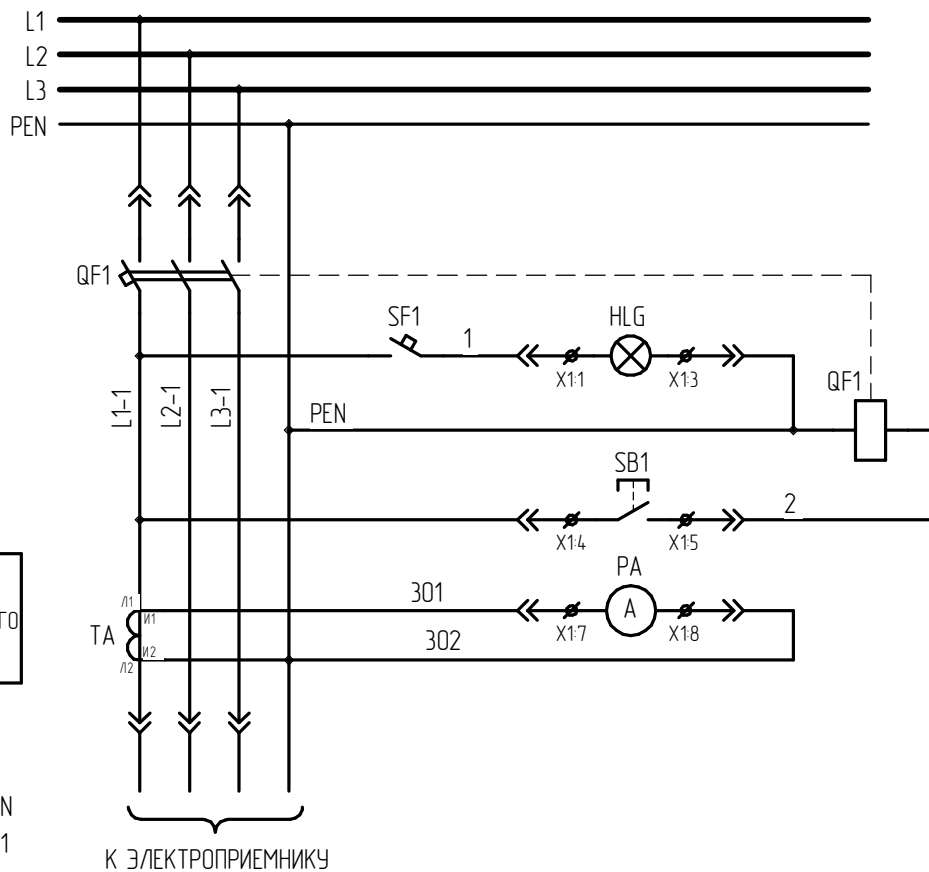 L1
L2
L3
PEN
QF1
SF1
1
HLG
X1:1
X1:3
QF1
L1-1
L2-1
L3-1
PEN
SB1
2
X1:4
X1:5
PA
A
301
X1:7
X1:8
302
TA
Л1
И1
И2
Л2
ГО
N
1
К ЭЛЕКТРОПРИЕМНИКУ